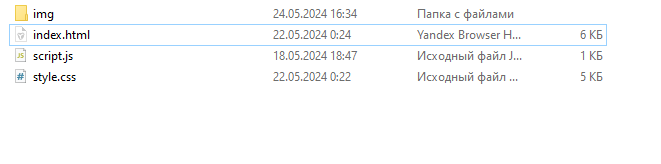 img 24.05.2024 16:34 Папка с файлами
index.html 22.05.2024 0:24 Yandex Browser H... 6 КБ
script.js 18.05.2024 18:47 Исходный файл J... 1 КБ
style.css 22.05.2024 0:22 Исходный файл ... 5 КБ